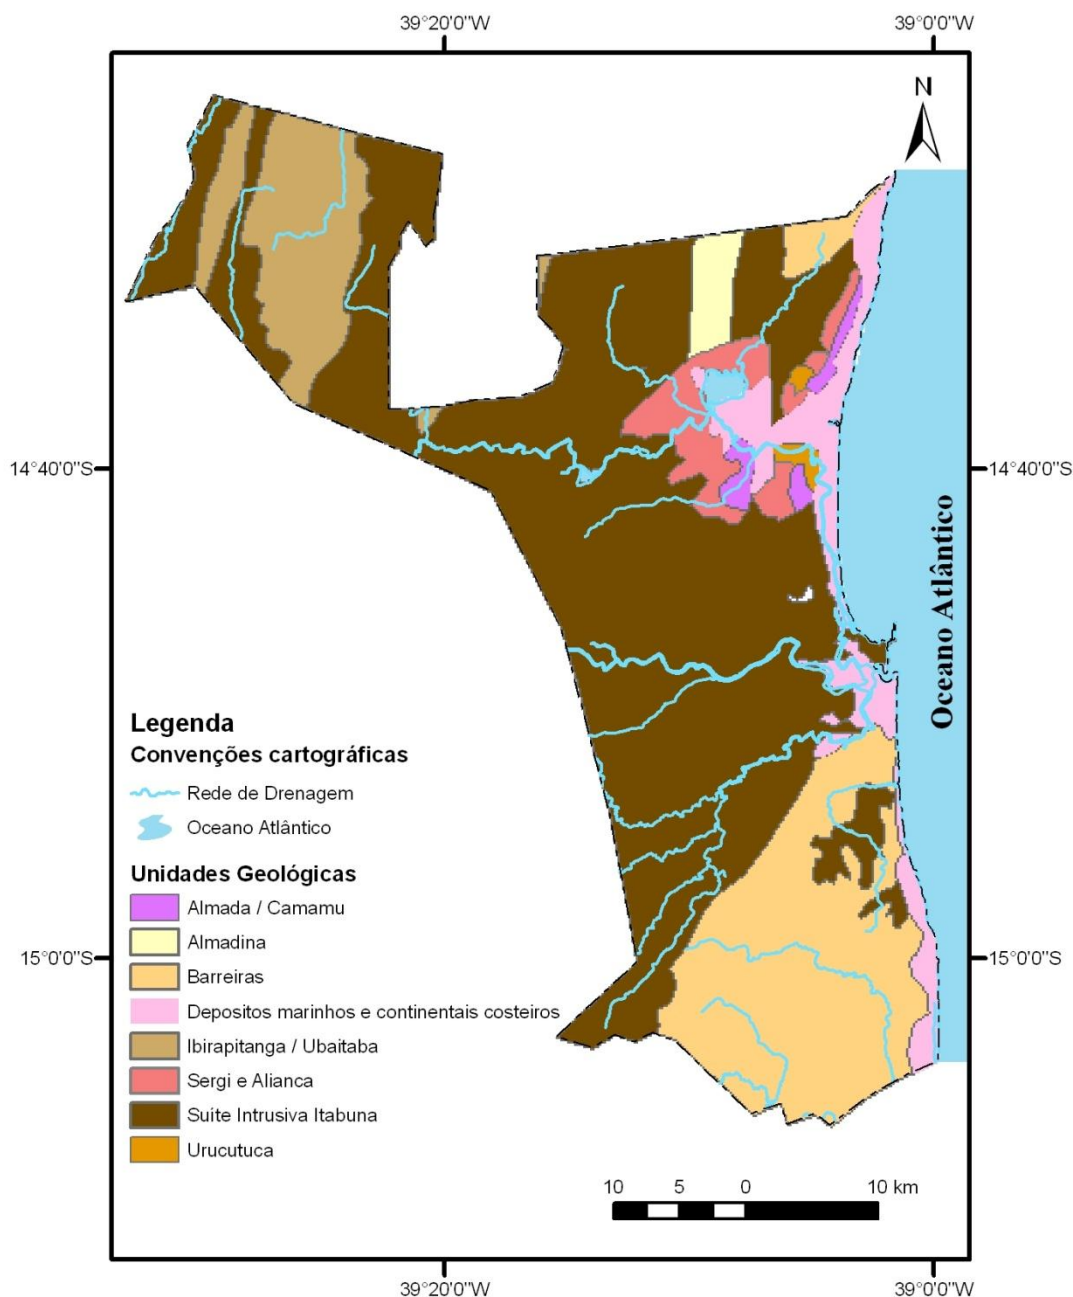 39°20'0"W 39°0'0"W
N
14°40'0"S 14°40'0"S
Oceano Atlântico
Legenda
Convenções cartográficas
Rede de Drenagem
Oceano Atlântico
Unidades Geológicas
Almada / Camamu
Almadina
Barreiras
15°0'0"S 15°0'0"S
Depositos marinhos e continentais costeiros
Ibirapitanga / Ubaitaba
Sergi e Alianca
Suite Intrusiva Itabuna
Urucutuca
10 5 0 10 km
39°20'0"W 39°0'0"W